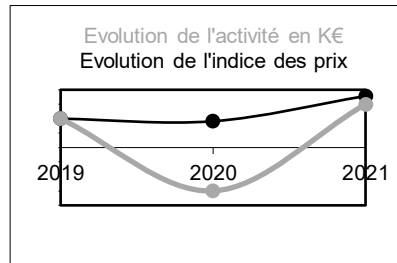 Evolution de l'activité en K€
Evolution de l'indice des prix
2019 2020 2021